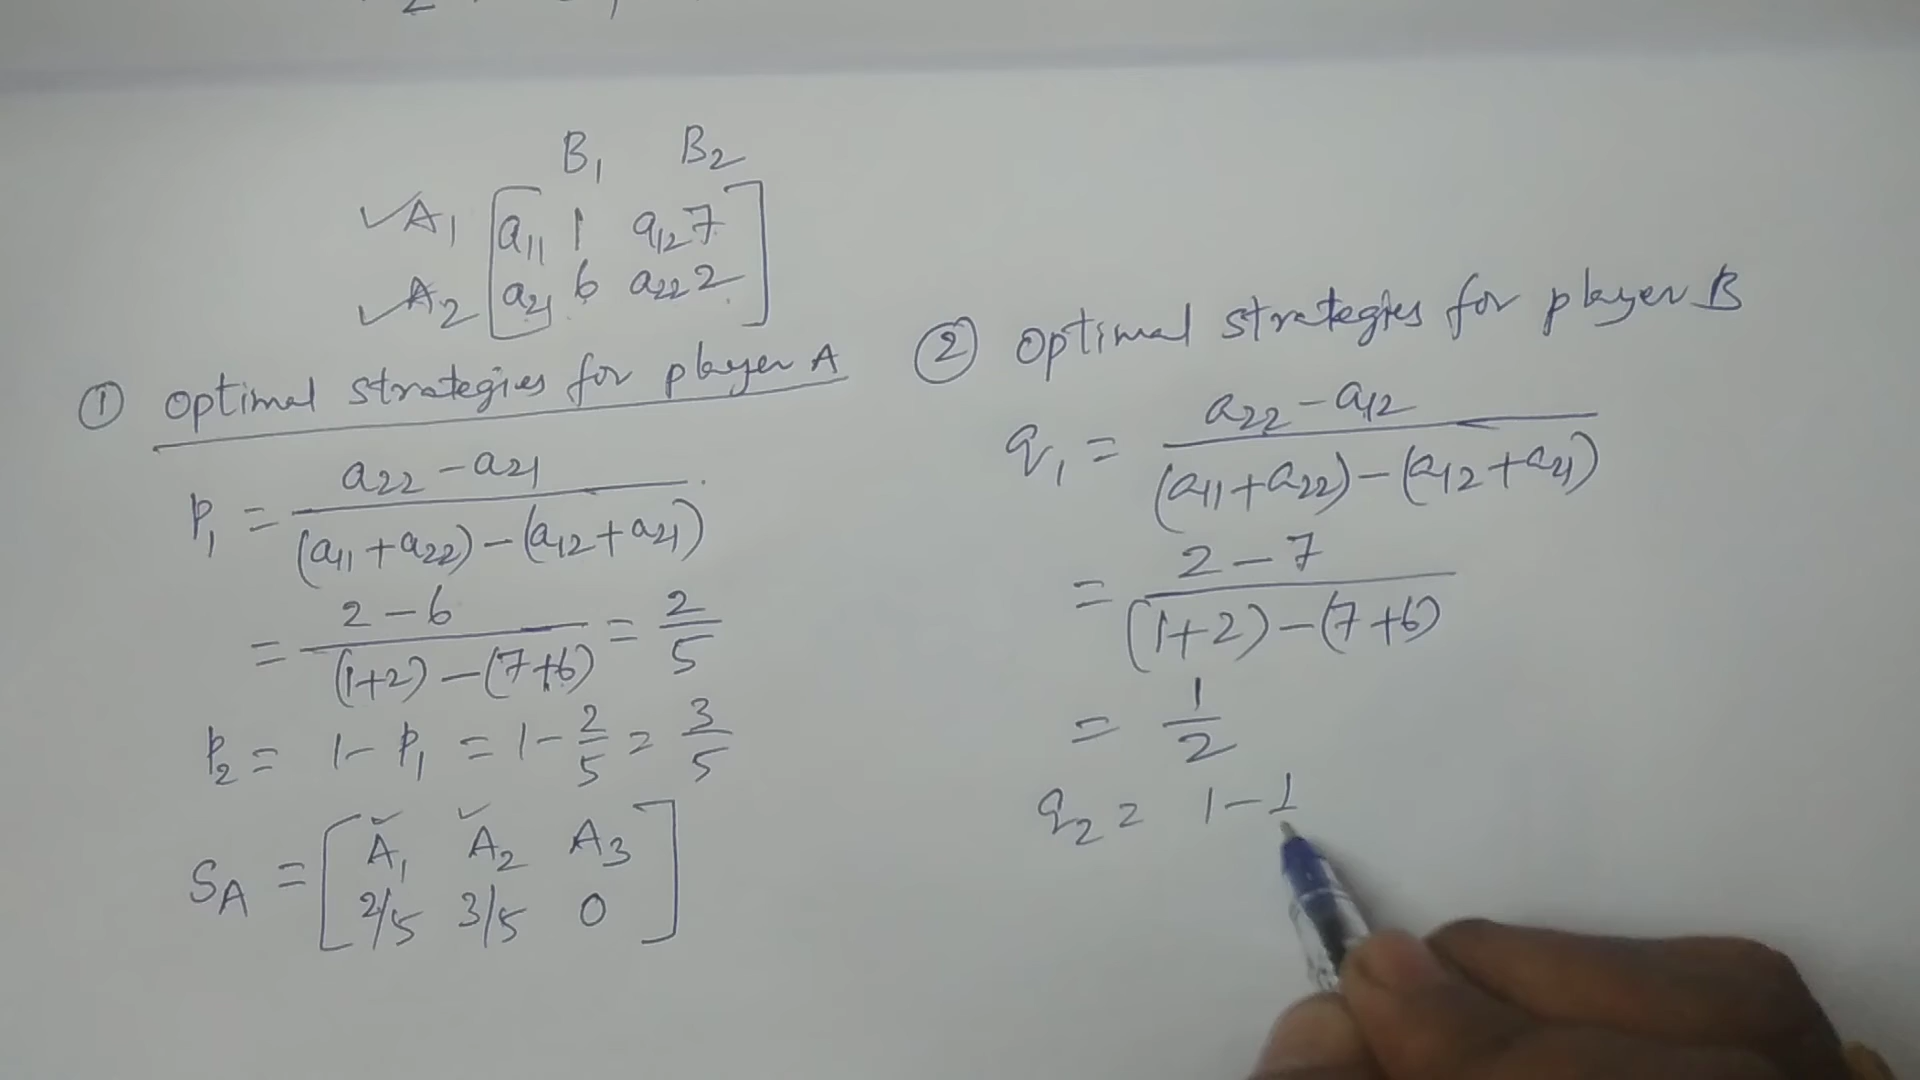 B1 B2
✓A1 [a11 1 a12 7]
✓A2 [a21 6 a22 2]
① optimal strategies for player A
p1 = (a22 - a21) / ((a11 + a22) - (a12 + a21))
= (2 - 6) / ((1+2) - (7+6)) = 2/5
p2 = 1 - p1 = 1 - 2/5 = 3/5
SA = [A1 A2 A3
2/5 3/5 0]
② optimal strategies for player B
q1 = (a22 - a12) / ((a11 + a22) - (a12 + a21))
= (2 - 7) / ((1+2) - (7+6))
= 1/2
q2 = 1 - 1